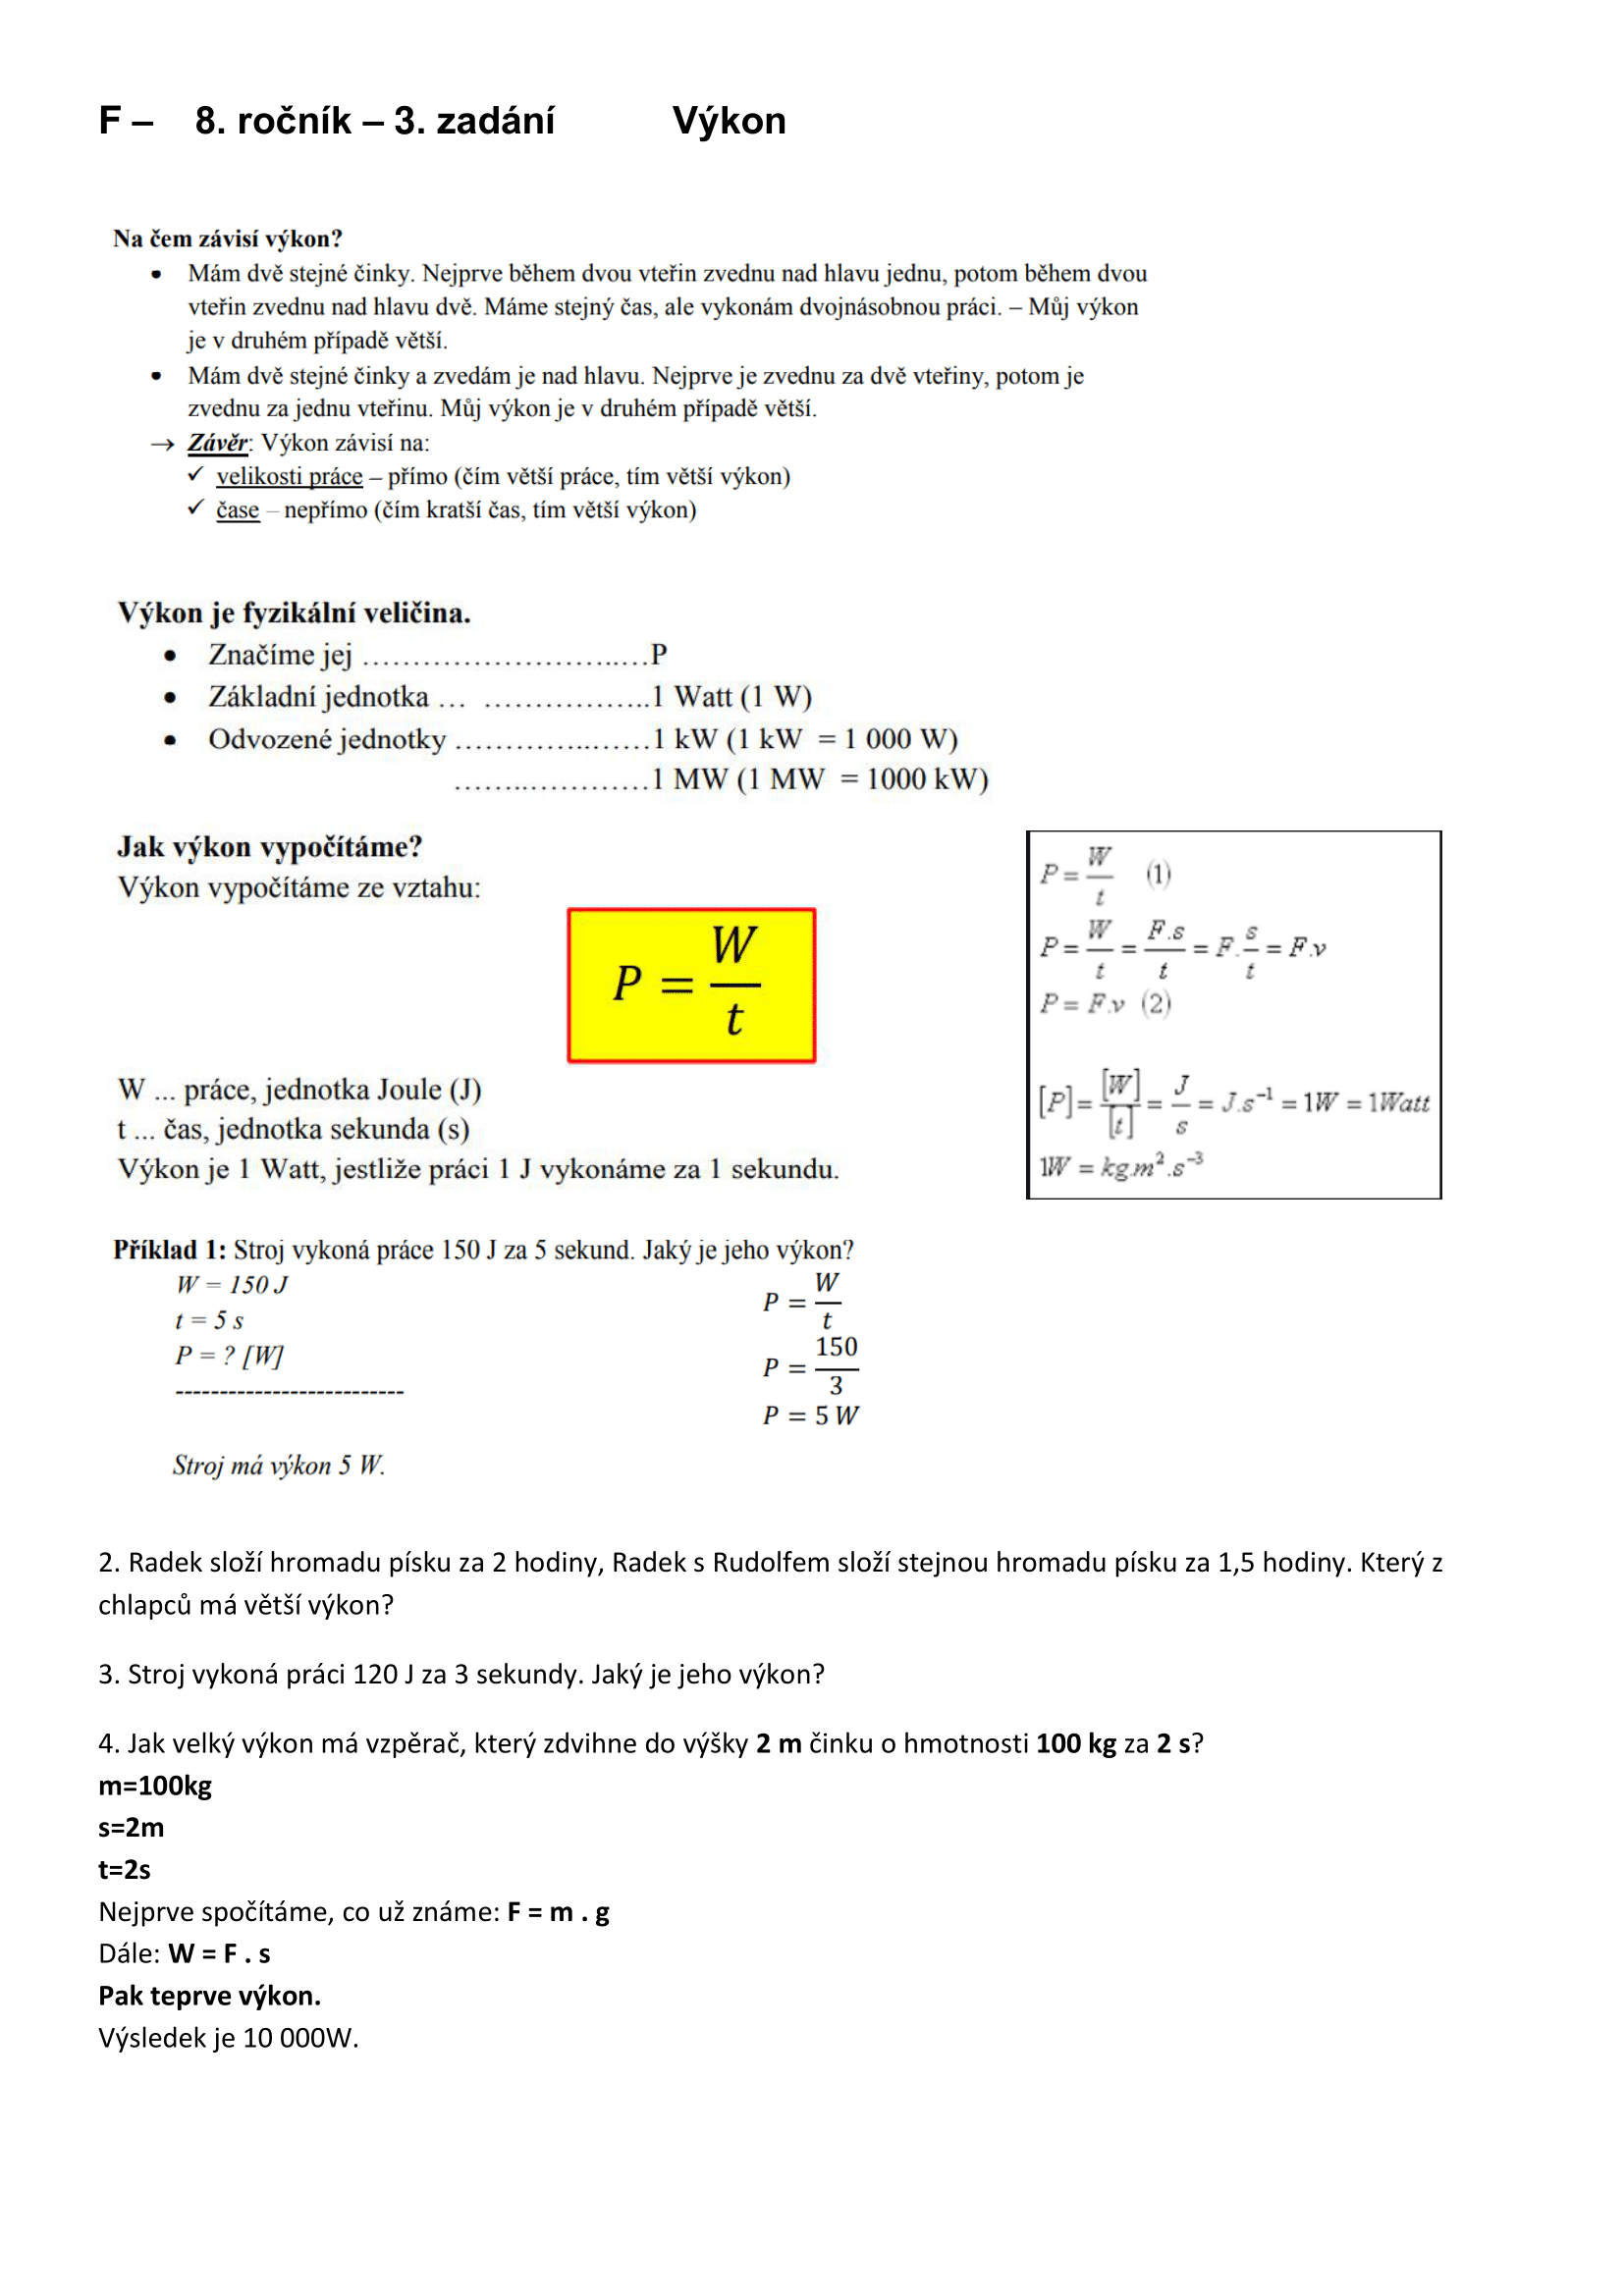 F –    8. ročník – 3. zadání          Výkon
Na čem závisí výkon?
• Mám dvě stejné činky. Nejprve během dvou vteřin zvednu nad hlavu jednu, potom během dvou
vteřin zvednu nad hlavu dvě. Máme stejný čas, ale vykonám dvojnásobnou práci. – Můj výkon
je v druhém případě větší.
• Mám dvě stejné činky a zvedám je nad hlavu. Nejprve je zvednu za dvě vteřiny, potom je
zvednu za jednu vteřinu. Můj výkon je v druhém případě větší.
→ Závěr: Výkon závisí na:
✓ velikosti práce – přímo (čím větší práce, tím větší výkon)
✓ čase – nepřímo (čím kratší čas, tím větší výkon)
Výkon je fyzikální veličina.
• Značíme jej ……………………..…P
• Základní jednotka … ……………..1 Watt (1 W)
• Odvozené jednotky …………..……1 kW (1 kW = 1 000 W)
……..…………1 MW (1 MW = 1000 kW)
Jak výkon vypočítáme?
Výkon vypočítáme ze vztahu:
P = W/t
W ... práce, jednotka Joule (J)
t ... čas, jednotka sekunda (s)
Výkon je 1 Watt, jestliže práci 1 J vykonáme za 1 sekundu.
P = W/t (1)
P = W/t = F.s/t = F.s/t = F.v
P = F.v (2)
[P] = [W]/[t] = J/s = J.s⁻¹ = 1W = 1Watt
1W = kg.m².s⁻³
Příklad 1: Stroj vykoná práce 150 J za 5 sekund. Jaký je jeho výkon?
W = 150 J
t = 5 s
P = ? [W]
--------------------------
P = W/t
P = 150/3
P = 5 W
Stroj má výkon 5 W.
2. Radek složí hromadu písku za 2 hodiny, Radek s Rudolfem složí stejnou hromadu písku za 1,5 hodiny. Který z
chlapců má větší výkon?
3. Stroj vykoná práci 120 J za 3 sekundy. Jaký je jeho výkon?
4. Jak velký výkon má vzpěrač, který zdvihne do výšky 2 m činku o hmotnosti 100 kg za 2 s?
m=100kg
s=2m
t=2s
Nejprve spočítáme, co už známe: F = m . g
Dále: W = F . s
Pak teprve výkon.
Výsledek je 10 000W.